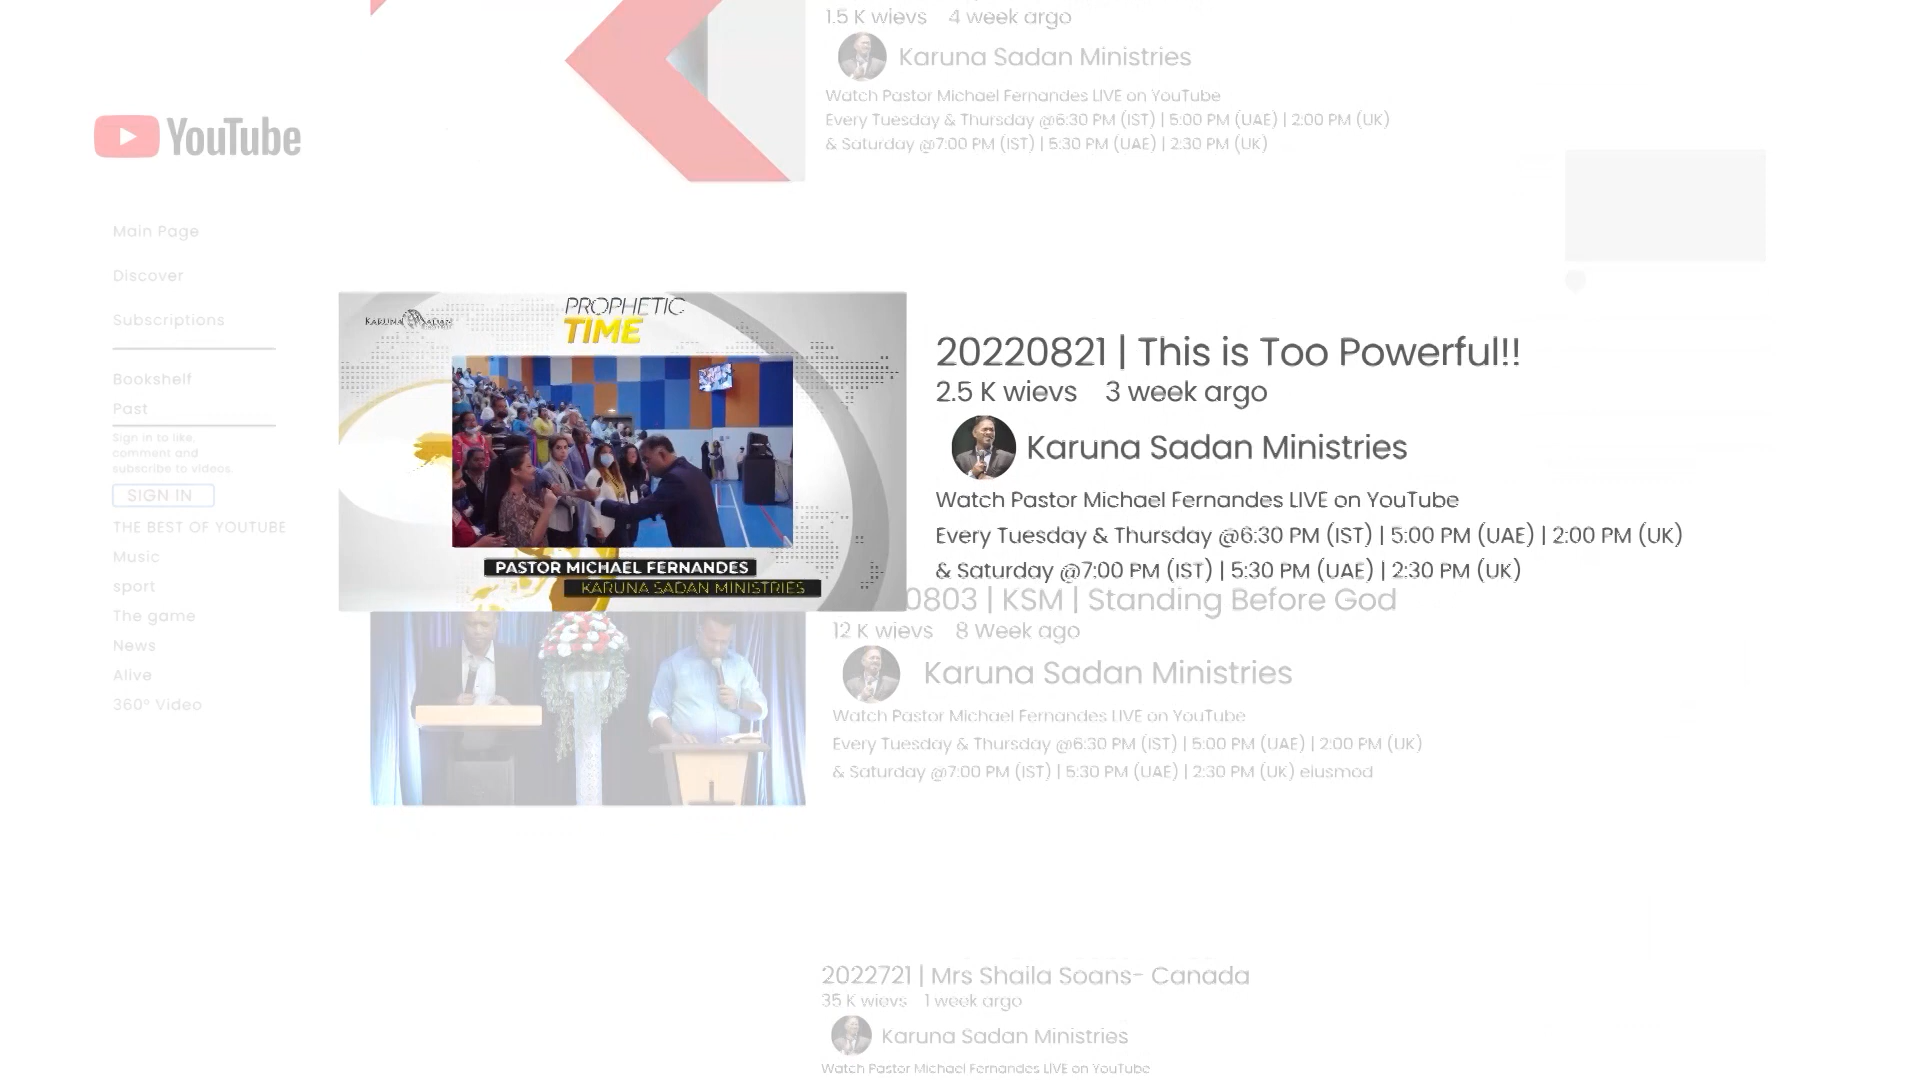 1.5 K wievs 4 week argo
Karuna Sadan Ministries
Watch Pastor Michael Fernandes LIVE on YouTube
Every Tuesday & Thursday @6:30 PM (IST) | 5:00 PM (UAE) | 2:00 PM (UK)
& Saturday @7:00 PM (IST) | 5:30 PM (UAE) | 2:30 PM (UK)
YouTube
Main Page
Discover
Subscriptions
Bookshelf
Past
Sign in to like,
comment and
subscribe to videos.
SIGN IN
THE BEST OF YOUTUBE
Music
sport
The game
News
Alive
360° Video
KARUNA SADAN
PROPHETIC
TIME
PASTOR MICHAEL FERNANDES
KARUNA SADAN MINISTRIES
20220821 | This is Too Powerful!!
2.5 K wievs 3 week argo
Karuna Sadan Ministries
Watch Pastor Michael Fernandes LIVE on YouTube
Every Tuesday & Thursday @6:30 PM (IST) | 5:00 PM (UAE) | 2:00 PM (UK)
& Saturday @7:00 PM (IST) | 5:30 PM (UAE) | 2:30 PM (UK)
0803 | KSM | Standing Before God
12 K wievs 8 Week ago
Karuna Sadan Ministries
Watch Pastor Michael Fernandes LIVE on YouTube
Every Tuesday & Thursday @6:30 PM (IST) | 5:00 PM (UAE) | 2:00 PM (UK)
& Saturday @7:00 PM (IST) | 5:30 PM (UAE) | 2:30 PM (UK) eiusmod
2022721 | Mrs Shaila Soans- Canada
35 K wievs 1 week argo
Karuna Sadan Ministries
Watch Pastor Michael Fernandes LIVE on YouTube